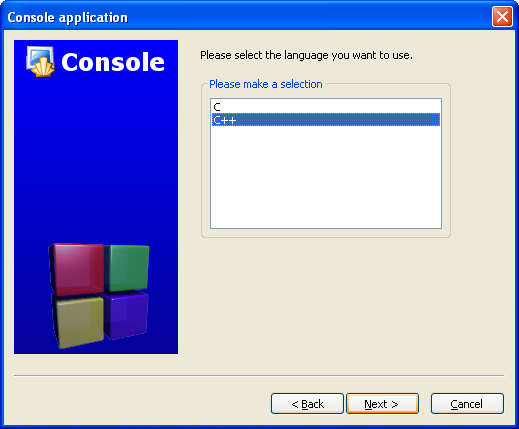 Console application
Console
Please select the language you want to use.
Please make a selection
C
C++
< Back
Next >
Cancel